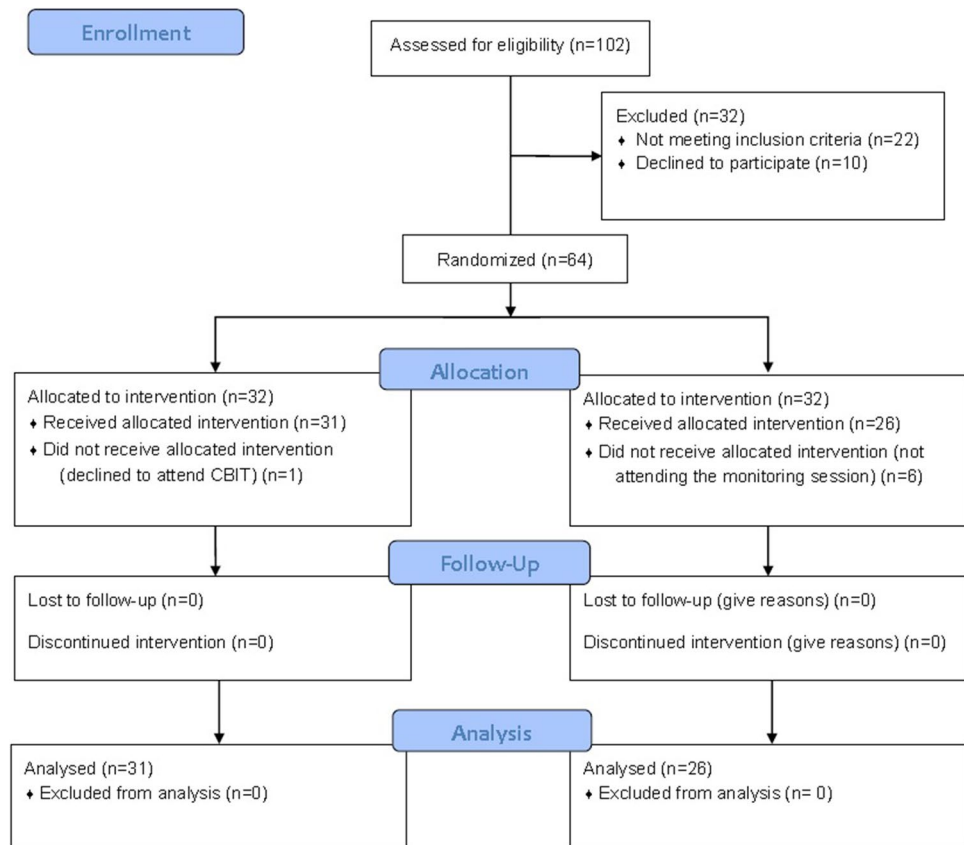 Enrollment
Assessed for eligibility (n=102)
Excluded (n=32)
♦ Not meeting inclusion criteria (n=22)
♦ Declined to participate (n=10)
Randomized (n=64)
Allocation
Allocated to intervention (n=32)
♦ Received allocated intervention (n=31)
♦ Did not receive allocated intervention
(declined to attend CBIT) (n=1)
Allocated to intervention (n=32)
♦ Received allocated intervention (n=26)
♦ Did not receive allocated intervention (not
attending the monitoring session) (n=6)
Follow-Up
Lost to follow-up (n=0)
Discontinued intervention (n=0)
Lost to follow-up (give reasons) (n=0)
Discontinued intervention (give reasons) (n=0)
Analysis
Analysed (n=31)
♦ Excluded from analysis (n=0)
Analysed (n=26)
♦ Excluded from analysis (n= 0)